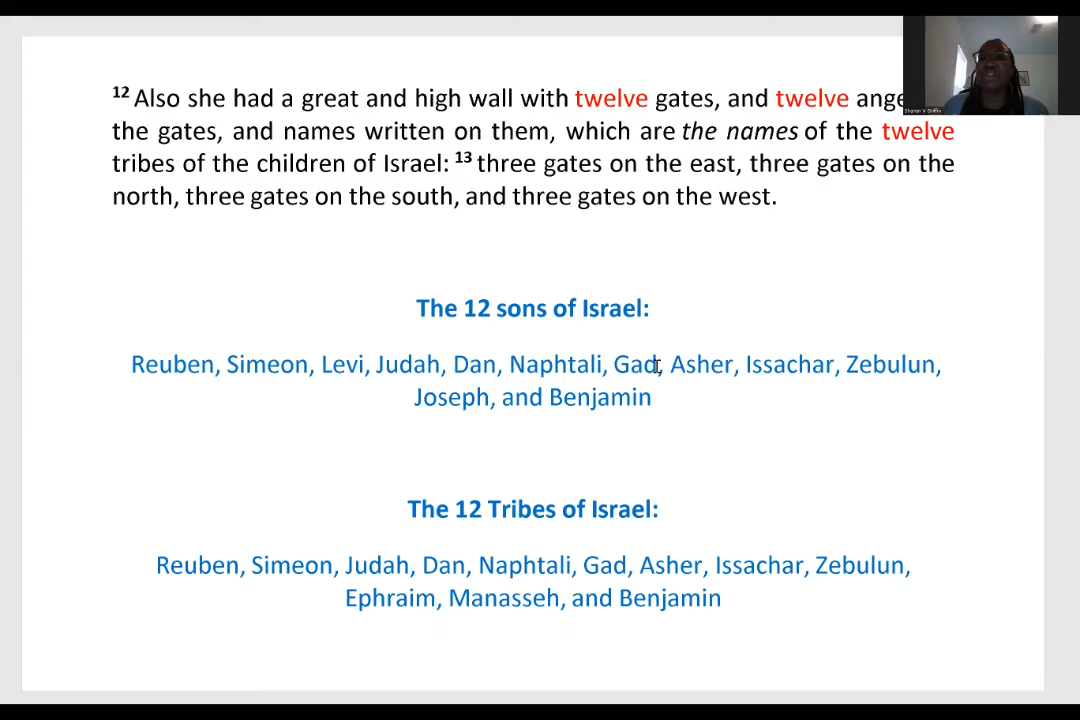 12 Also she had a great and high wall with twelve gates, and twelve
the gates, and names written on them, which are the names of the twelve
tribes of the children of Israel: 13 three gates on the east, three gates on the
north, three gates on the south, and three gates on the west.
Sharon V Griffin
The 12 sons of Israel:
Reuben, Simeon, Levi, Judah, Dan, Naphtali, Gad, Asher, Issachar, Zebulun,
Joseph, and Benjamin
The 12 Tribes of Israel:
Reuben, Simeon, Judah, Dan, Naphtali, Gad, Asher, Issachar, Zebulun,
Ephraim, Manasseh, and Benjamin